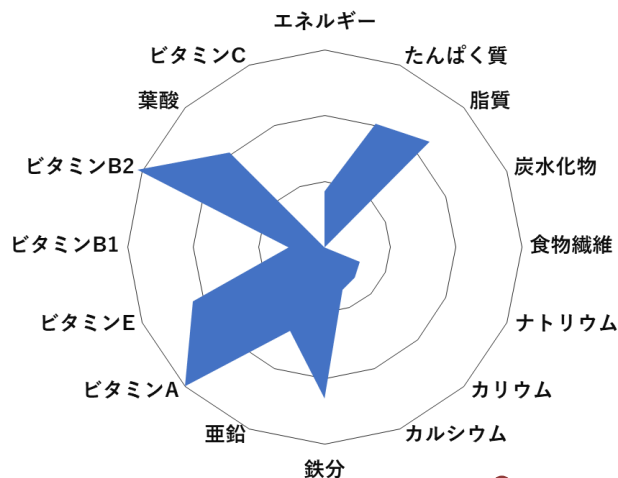 エネルギー
たんぱく質
脂質
炭水化物
食物繊維
ナトリウム
カリウム
カルシウム
鉄分
亜鉛
ビタミンA
ビタミンE
ビタミンB1
ビタミンB2
葉酸
ビタミンC